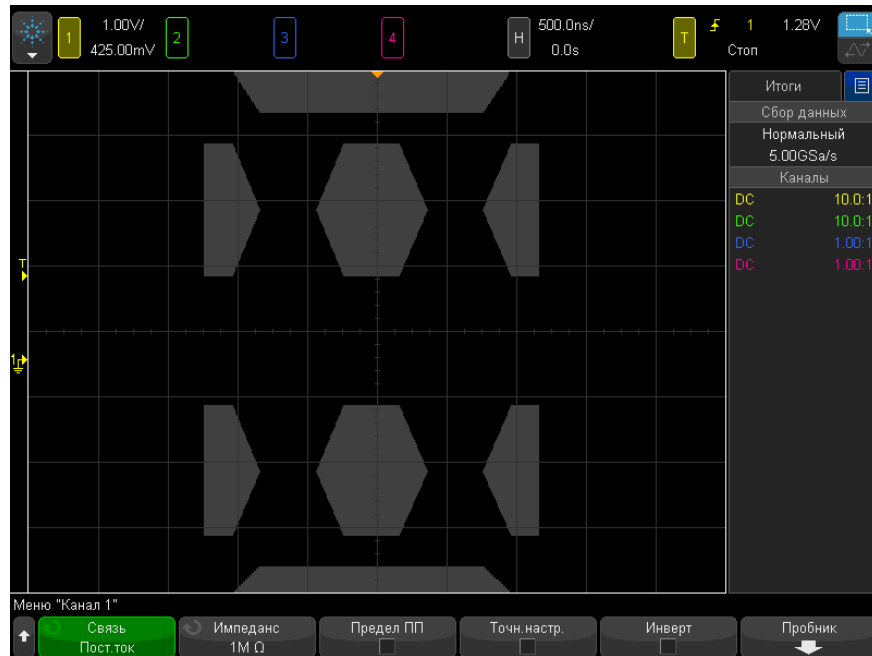 1 1.00V/ 2 3 4 H 500.0ns/ T 1 1.28V
425.00mV 0.0s Стоп
Итоги
Сбор данных
Нормальный
5.00GSa/s
Каналы
DC 10.0:1
DC 10.0:1
DC 1.00:1
DC 1.00:1
T
1
Меню "Канал 1"
Связь Импеданс Предел ПП Точн.настр. Инверт Пробник
Пост.ток 1М Ω